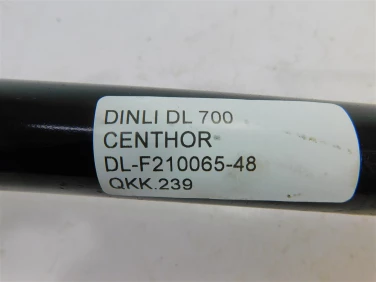 DINLI DL 700
CENTHOR
DL-F210065-48
QKK.239